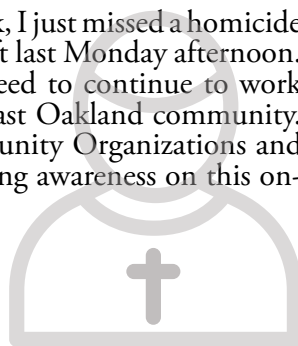 , I just missed a homicide
t last Monday afternoon.
eed to continue to work
ast Oakland community.
unity Organizations and
ng awareness on this on-